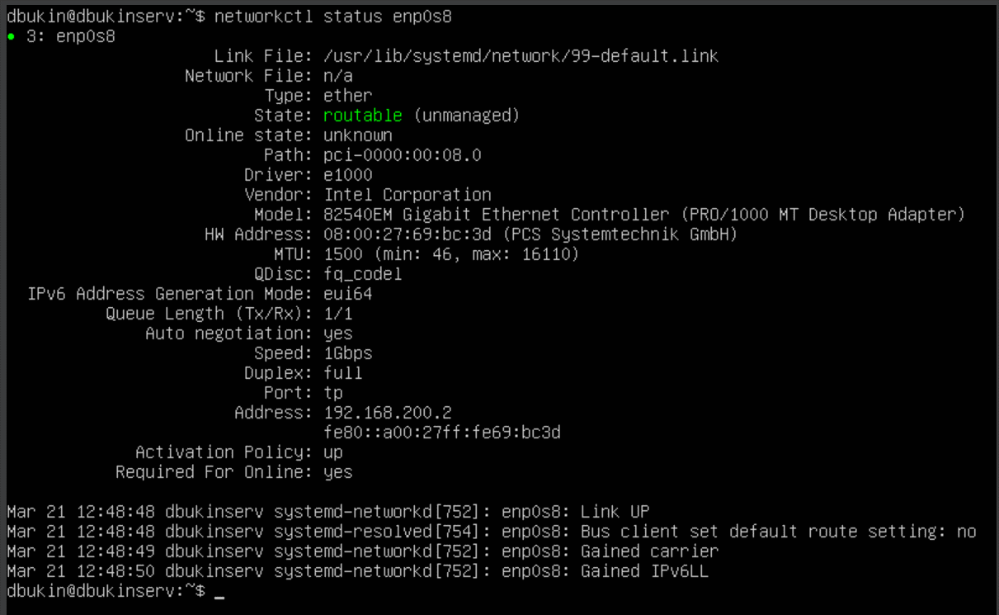 dbukin@dbukinserv:~$ networkctl status enp0s8
● 3: enp0s8
Link File: /usr/lib/systemd/network/99-default.link
Network File: n/a
Type: ether
State: routable (unmanaged)
Online state: unknown
Path: pci-0000:00:08.0
Driver: e1000
Vendor: Intel Corporation
Model: 82540EM Gigabit Ethernet Controller (PRO/1000 MT Desktop Adapter)
HW Address: 08:00:27:69:bc:3d (PCS Systemtechnik GmbH)
MTU: 1500 (min: 46, max: 16110)
QDisc: fq_codel
IPv6 Address Generation Mode: eui64
Queue Length (Tx/Rx): 1/1
Auto negotiation: yes
Speed: 1Gbps
Duplex: full
Port: tp
Address: 192.168.200.2
fe80::a00:27ff:fe69:bc3d
Activation Policy: up
Required For Online: yes
Mar 21 12:48:48 dbukinserv systemd-networkd[752]: enp0s8: Link UP
Mar 21 12:48:48 dbukinserv systemd-resolved[754]: enp0s8: Bus client set default route setting: no
Mar 21 12:48:49 dbukinserv systemd-networkd[752]: enp0s8: Gained carrier
Mar 21 12:48:50 dbukinserv systemd-networkd[752]: enp0s8: Gained IPv6LL
dbukin@dbukinserv:~$ _